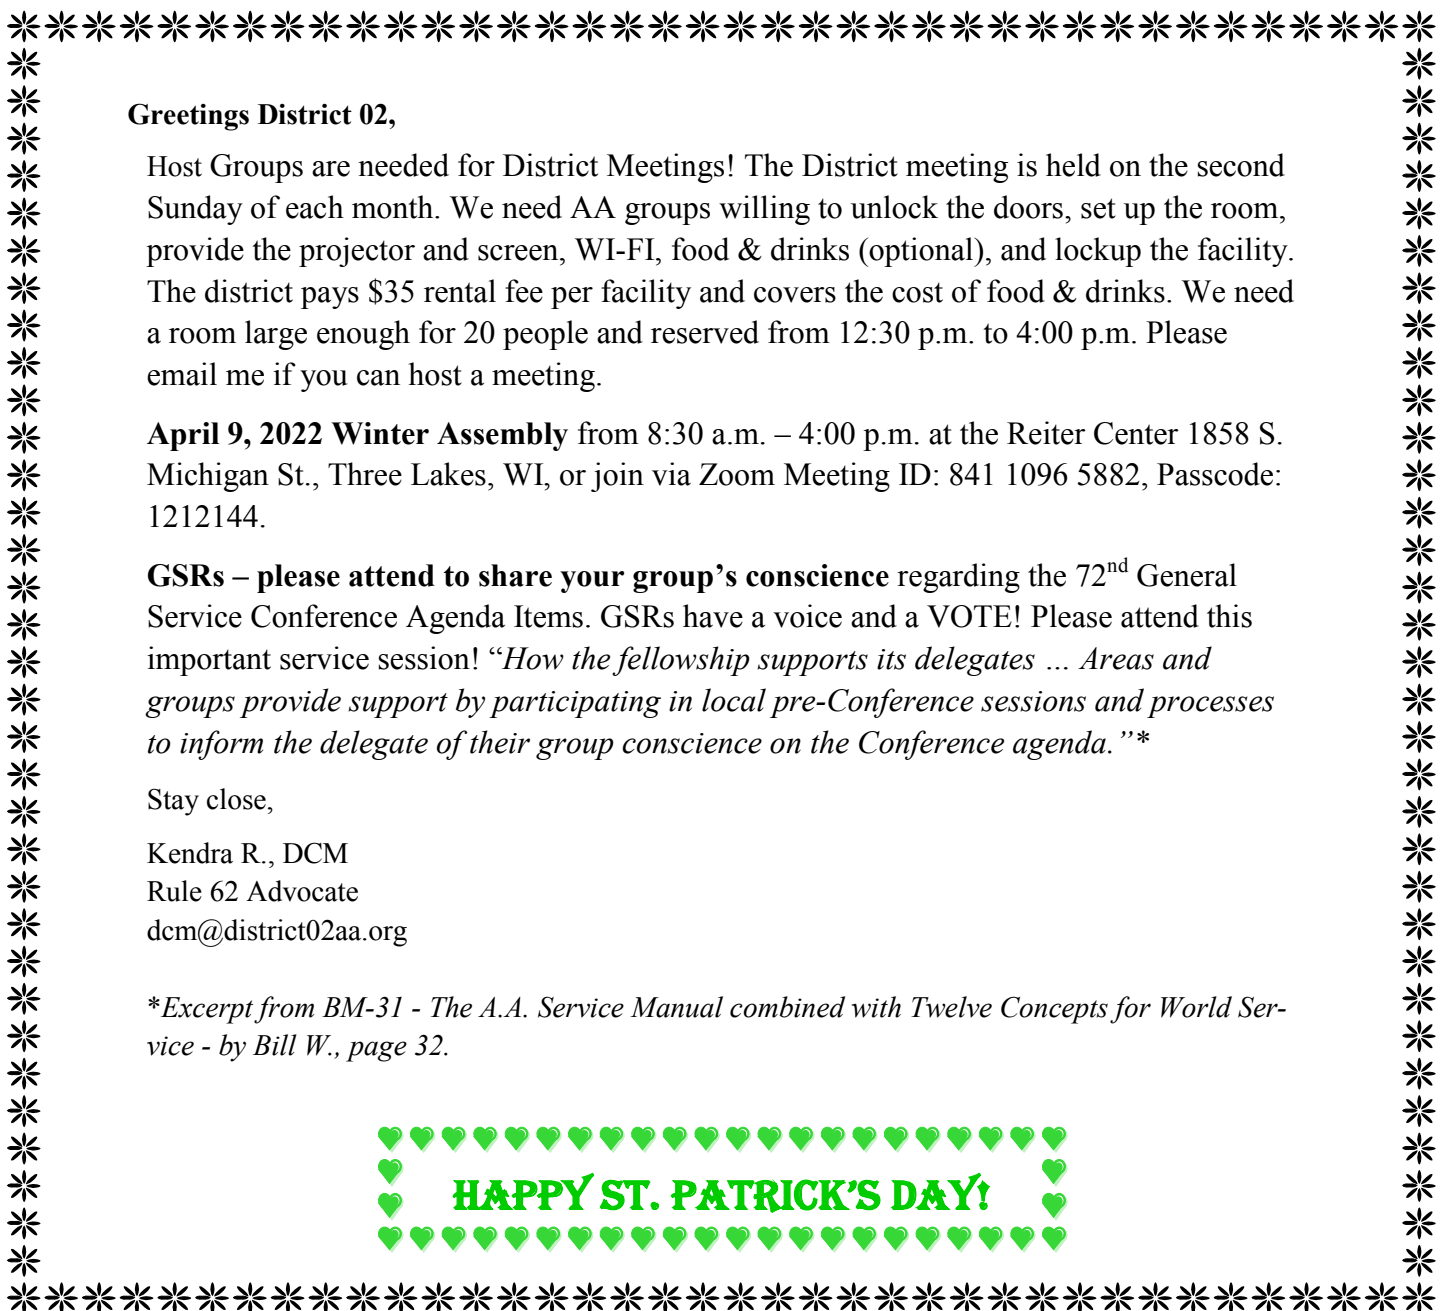 Greetings District 02,
Host Groups are needed for District Meetings! The District meeting is held on the second
Sunday of each month. We need AA groups willing to unlock the doors, set up the room,
provide the projector and screen, WI-FI, food & drinks (optional), and lockup the facility.
The district pays $35 rental fee per facility and covers the cost of food & drinks. We need
a room large enough for 20 people and reserved from 12:30 p.m. to 4:00 p.m. Please
email me if you can host a meeting.
April 9, 2022 Winter Assembly from 8:30 a.m. – 4:00 p.m. at the Reiter Center 1858 S.
Michigan St., Three Lakes, WI, or join via Zoom Meeting ID: 841 1096 5882, Passcode:
1212144.
GSRs – please attend to share your group’s conscience regarding the 72nd General
Service Conference Agenda Items. GSRs have a voice and a VOTE! Please attend this
important service session! “How the fellowship supports its delegates … Areas and
groups provide support by participating in local pre-Conference sessions and processes
to inform the delegate of their group conscience on the Conference agenda.”*
Stay close,
Kendra R., DCM
Rule 62 Advocate
dcm@district02aa.org
*Excerpt from BM-31 - The A.A. Service Manual combined with Twelve Concepts for World Ser-
vice - by Bill W., page 32.
HAPPY ST. PATRICK’S DAY!